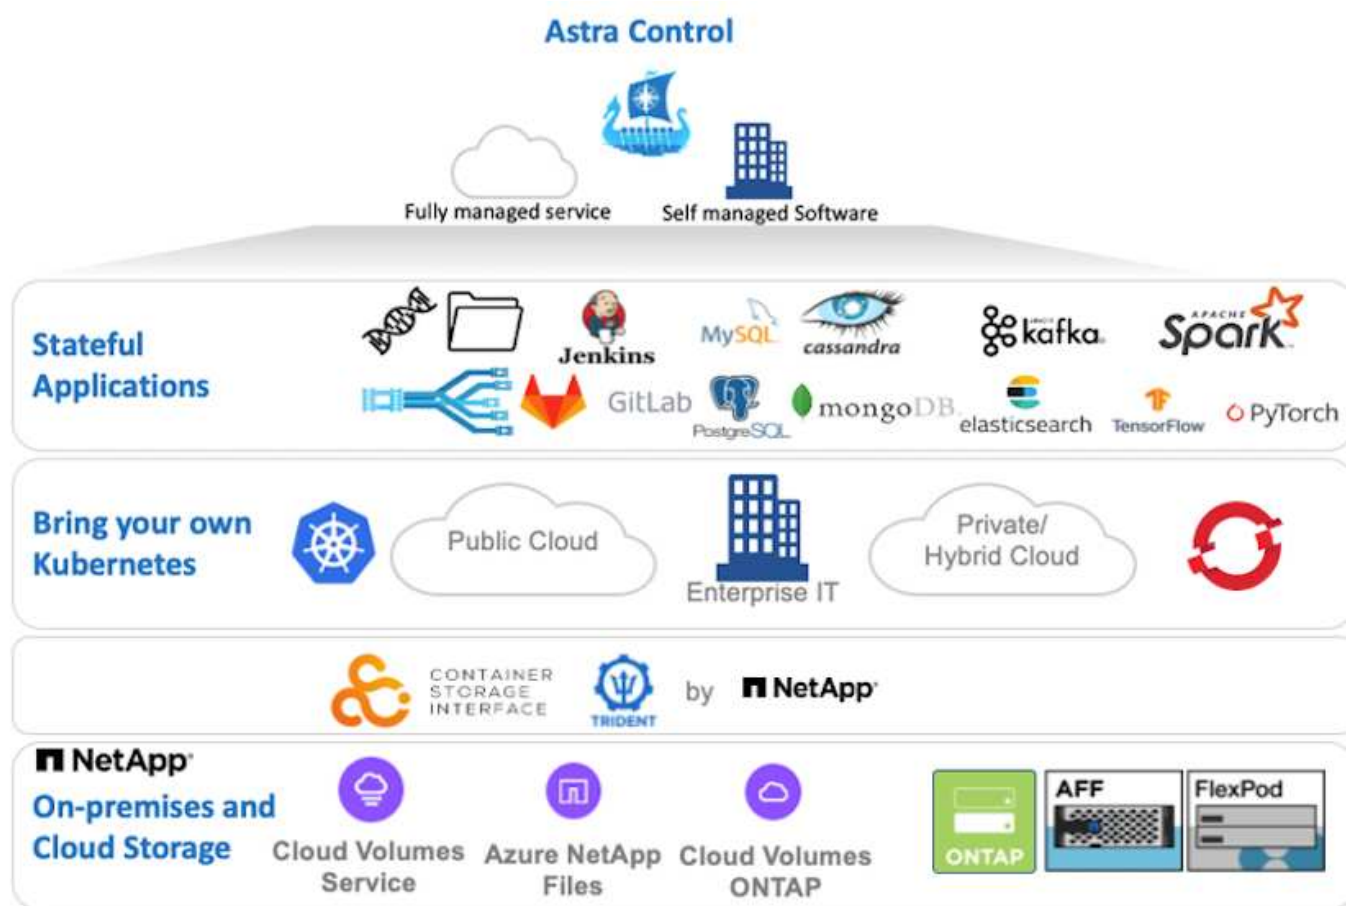 Astra Control
Fully managed service
Self managed Software
Stateful
Applications
Jenkins
MySQL
cassandra
APACHE
kafka
APACHE
Spark
GitLab
PostgreSQL
mongoDB
elasticsearch
TensorFlow
PyTorch
Bring your own
Kubernetes
Public Cloud
Enterprise IT
Private/
Hybrid Cloud
CONTAINER
STORAGE
INTERFACE
TRIDENT
by
NetApp
NetApp
On-premises and
Cloud Storage
Cloud Volumes
Service
Azure NetApp
Files
Cloud Volumes
ONTAP
ONTAP
AFF
FlexPod